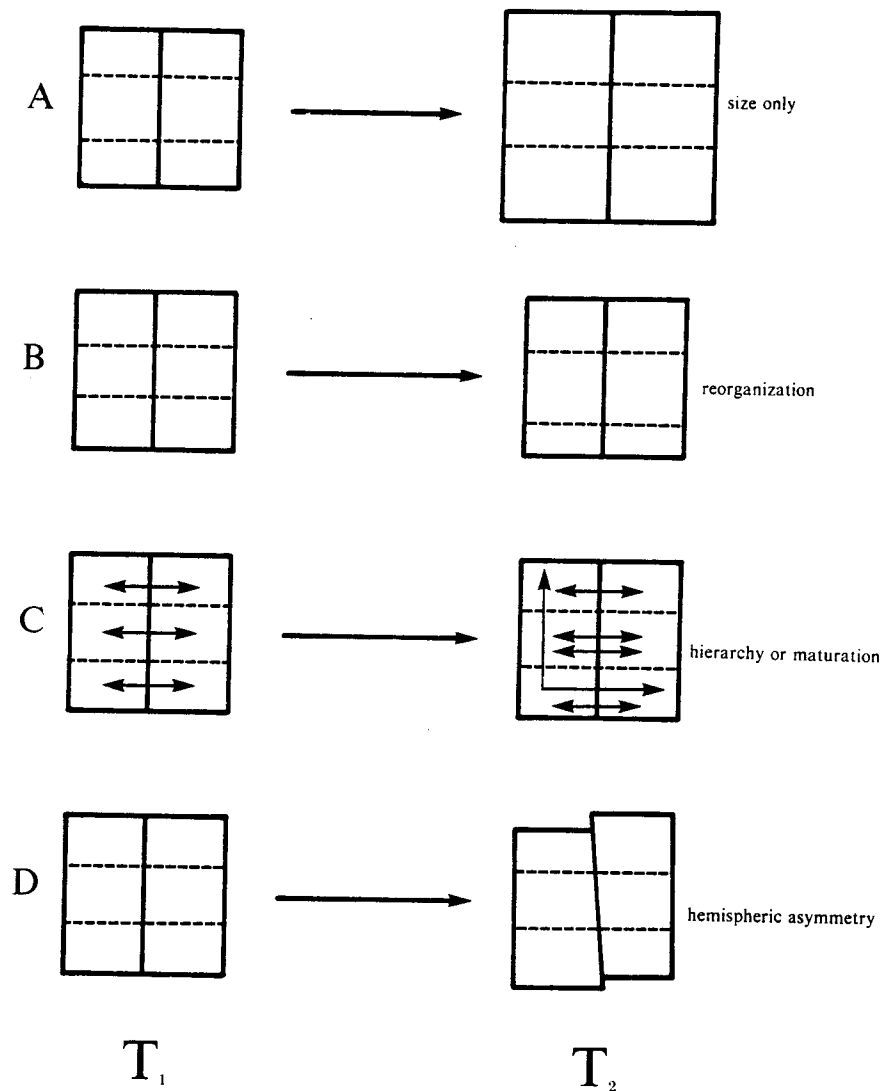 A
size only
B
reorganization
C
hierarchy or maturation
D
hemispheric asymmetry
T₁
T₂